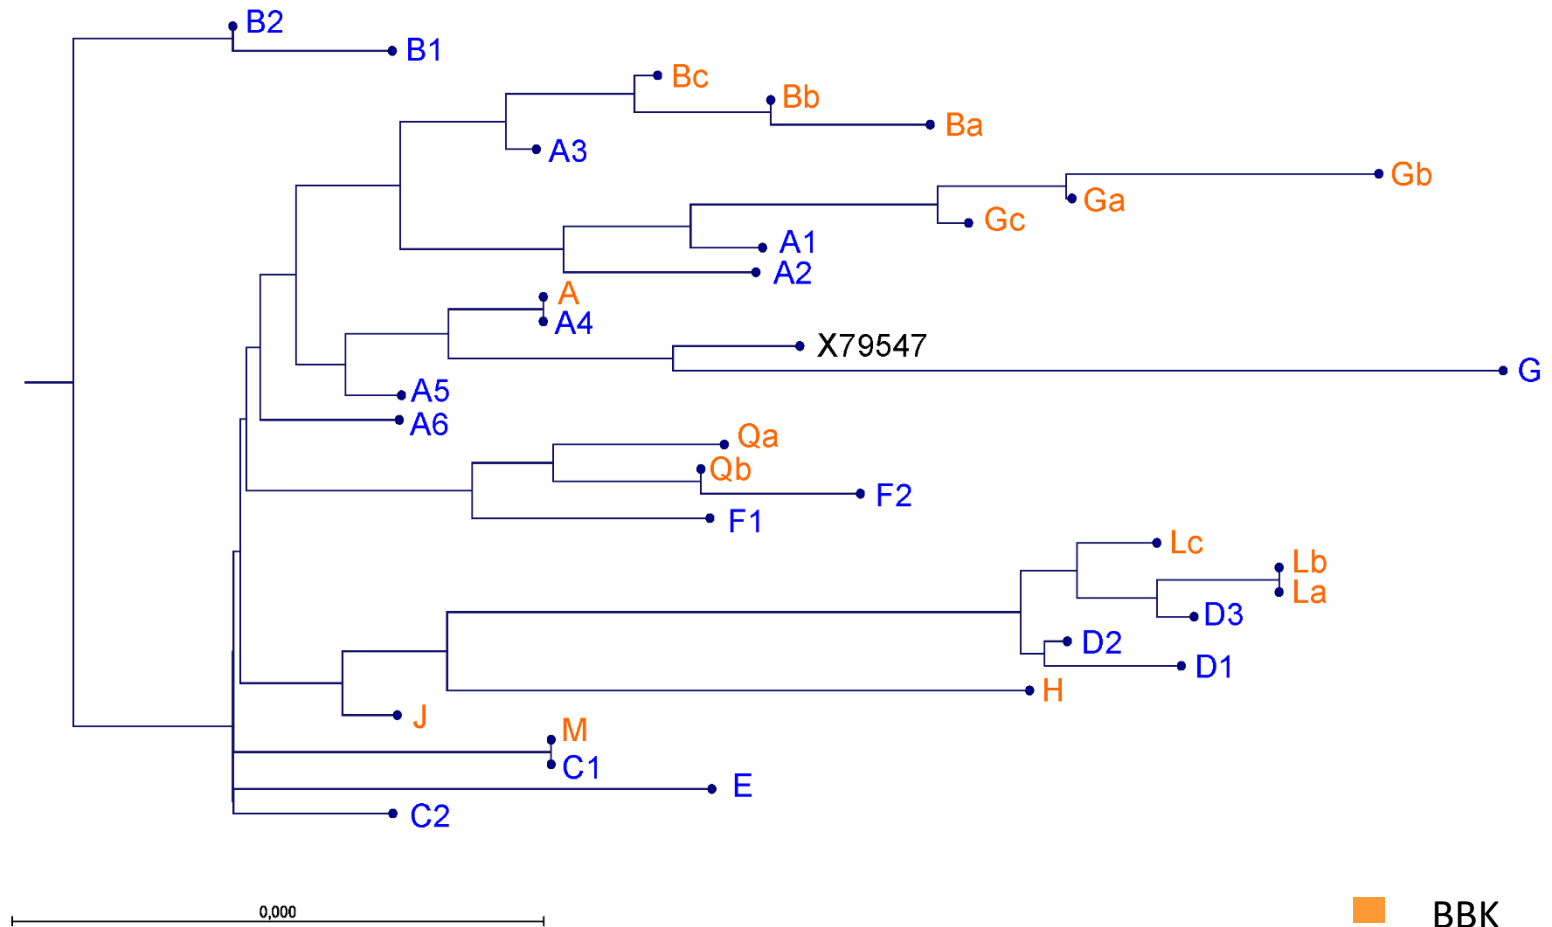 B2
B1
Bc
Bb
Ba
A3
Gb
Ga
Gc
A1
A2
A
A4
X79547
G
A5
A6
Qa
Qb
F2
F1
Lc
Lb
La
D3
D2
D1
H
J
M
C1
E
C2
0,000
BBK